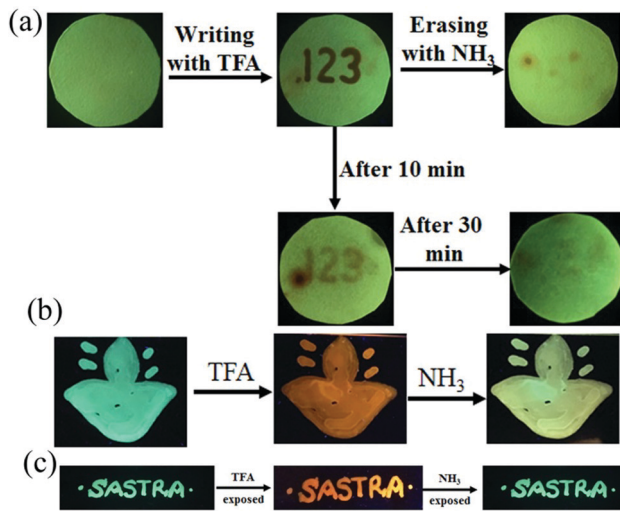 (a)
Writing with TFA
.123
Erasing with NH₃
After 10 min
123
After 30 min
(b)
TFA
NH₃
(c)
· SASTRA ·
TFA exposed
· SASTRA ·
NH₃ exposed
· SASTRA ·